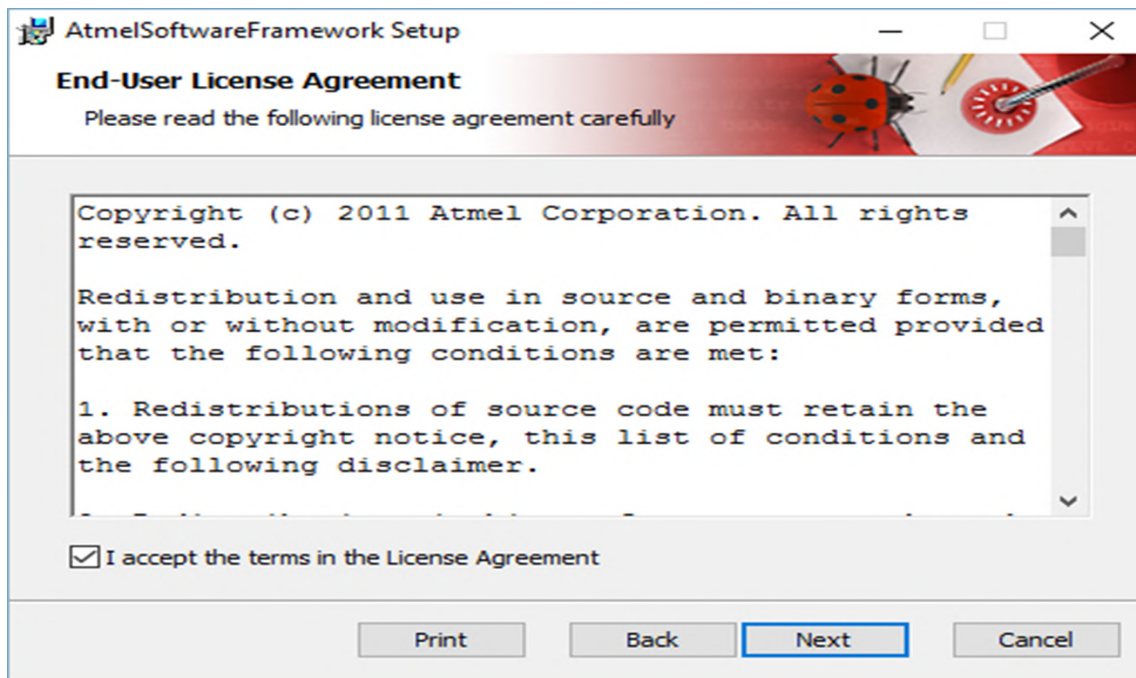 AtmelSoftwareFramework Setup
End-User License Agreement
Please read the following license agreement carefully
Copyright (c) 2011 Atmel Corporation. All rights
reserved.
Redistribution and use in source and binary forms,
with or without modification, are permitted provided
that the following conditions are met:
1. Redistributions of source code must retain the
above copyright notice, this list of conditions and
the following disclaimer.
I accept the terms in the License Agreement
Print
Back
Next
Cancel